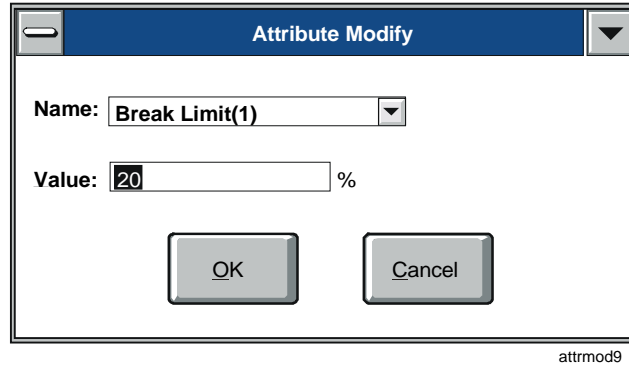 Attribute Modify
Name: Break Limit(1)
Value: 20 %
OK Cancel
attrmod9